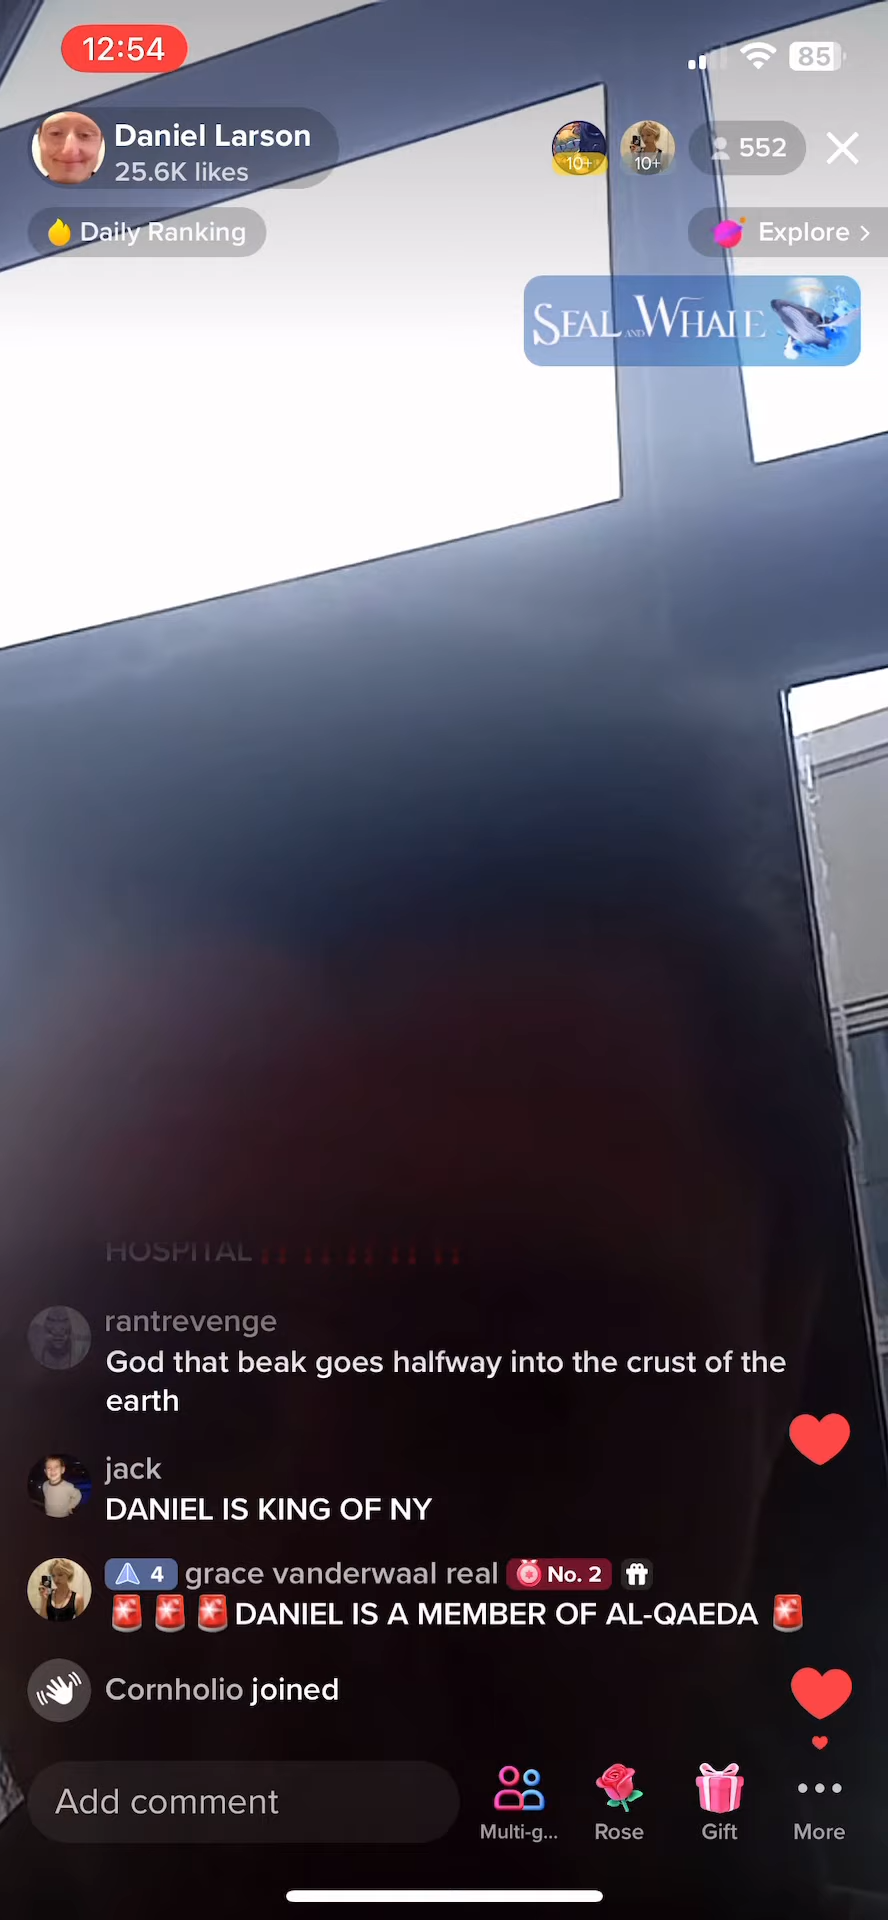 12:54
85
Daniel Larson
25.6K likes
10+
10+
552
Daily Ranking
Explore >
SEAL AND WHALE
HOSPITAL‼️‼️‼️‼️‼️
rantrevenge
God that beak goes halfway into the crust of the
earth
jack
DANIEL IS KING OF NY
4 grace vanderwaal real No. 2
🚨🚨🚨DANIEL IS A MEMBER OF AL-QAEDA 🚨
Cornholio joined
Add comment
Multi-g...
Rose
Gift
More